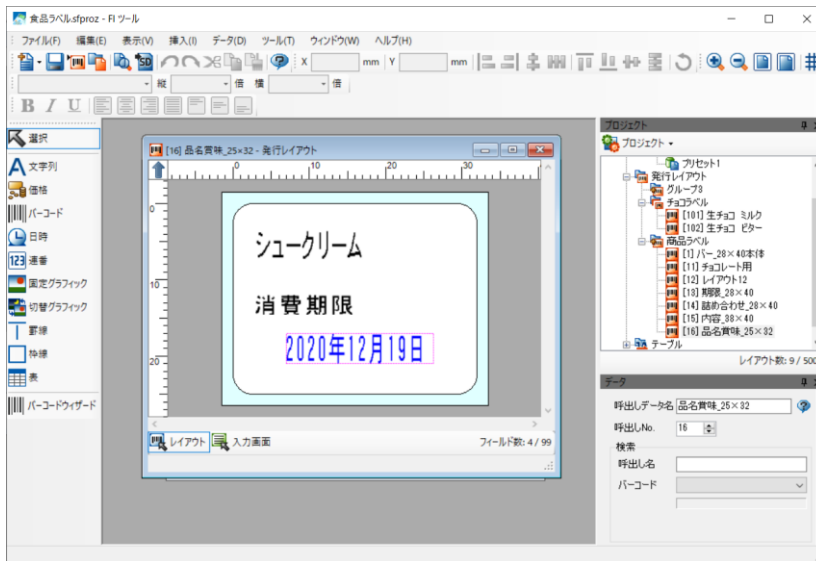 食品ラベル.sfproz - FI ツール
ファイル(F) 編集(E) 表示(V) 挿入(I) データ(D) ツール(T) ウィンドウ(W) ヘルプ(H)
X mm Y mm
縦 倍 横 倍
B I U
選択
文字列
価格
バーコード
日時
123 連番
固定グラフィック
切替グラフィック
罫線
枠線
表
バーコードウィザード
[16] 品名賞味_25×32 - 発行レイアウト
0 10 20 30
0
10
20
シュークリーム
消費期限
2020年12月19日
レイアウト 入力画面 フィールド数: 4 / 99
プロジェクト
プロジェクト
プリセット1
発行レイアウト
グループ3
チョコラベル
[101] 生チョコ ミルク
[102] 生チョコ ビター
商品ラベル
[1] バー_28×40本体
[11] チョコレート用
[12] レイアウト12
[13] 期限_28×40
[14] 詰め合わせ_28×40
[15] 内容_38×40
[16] 品名賞味_25×32
テーブル
レイアウト数: 9 / 500
データ
呼出しデータ名 品名賞味_25×32
呼出しNo. 16
検索
呼出し名
バーコード